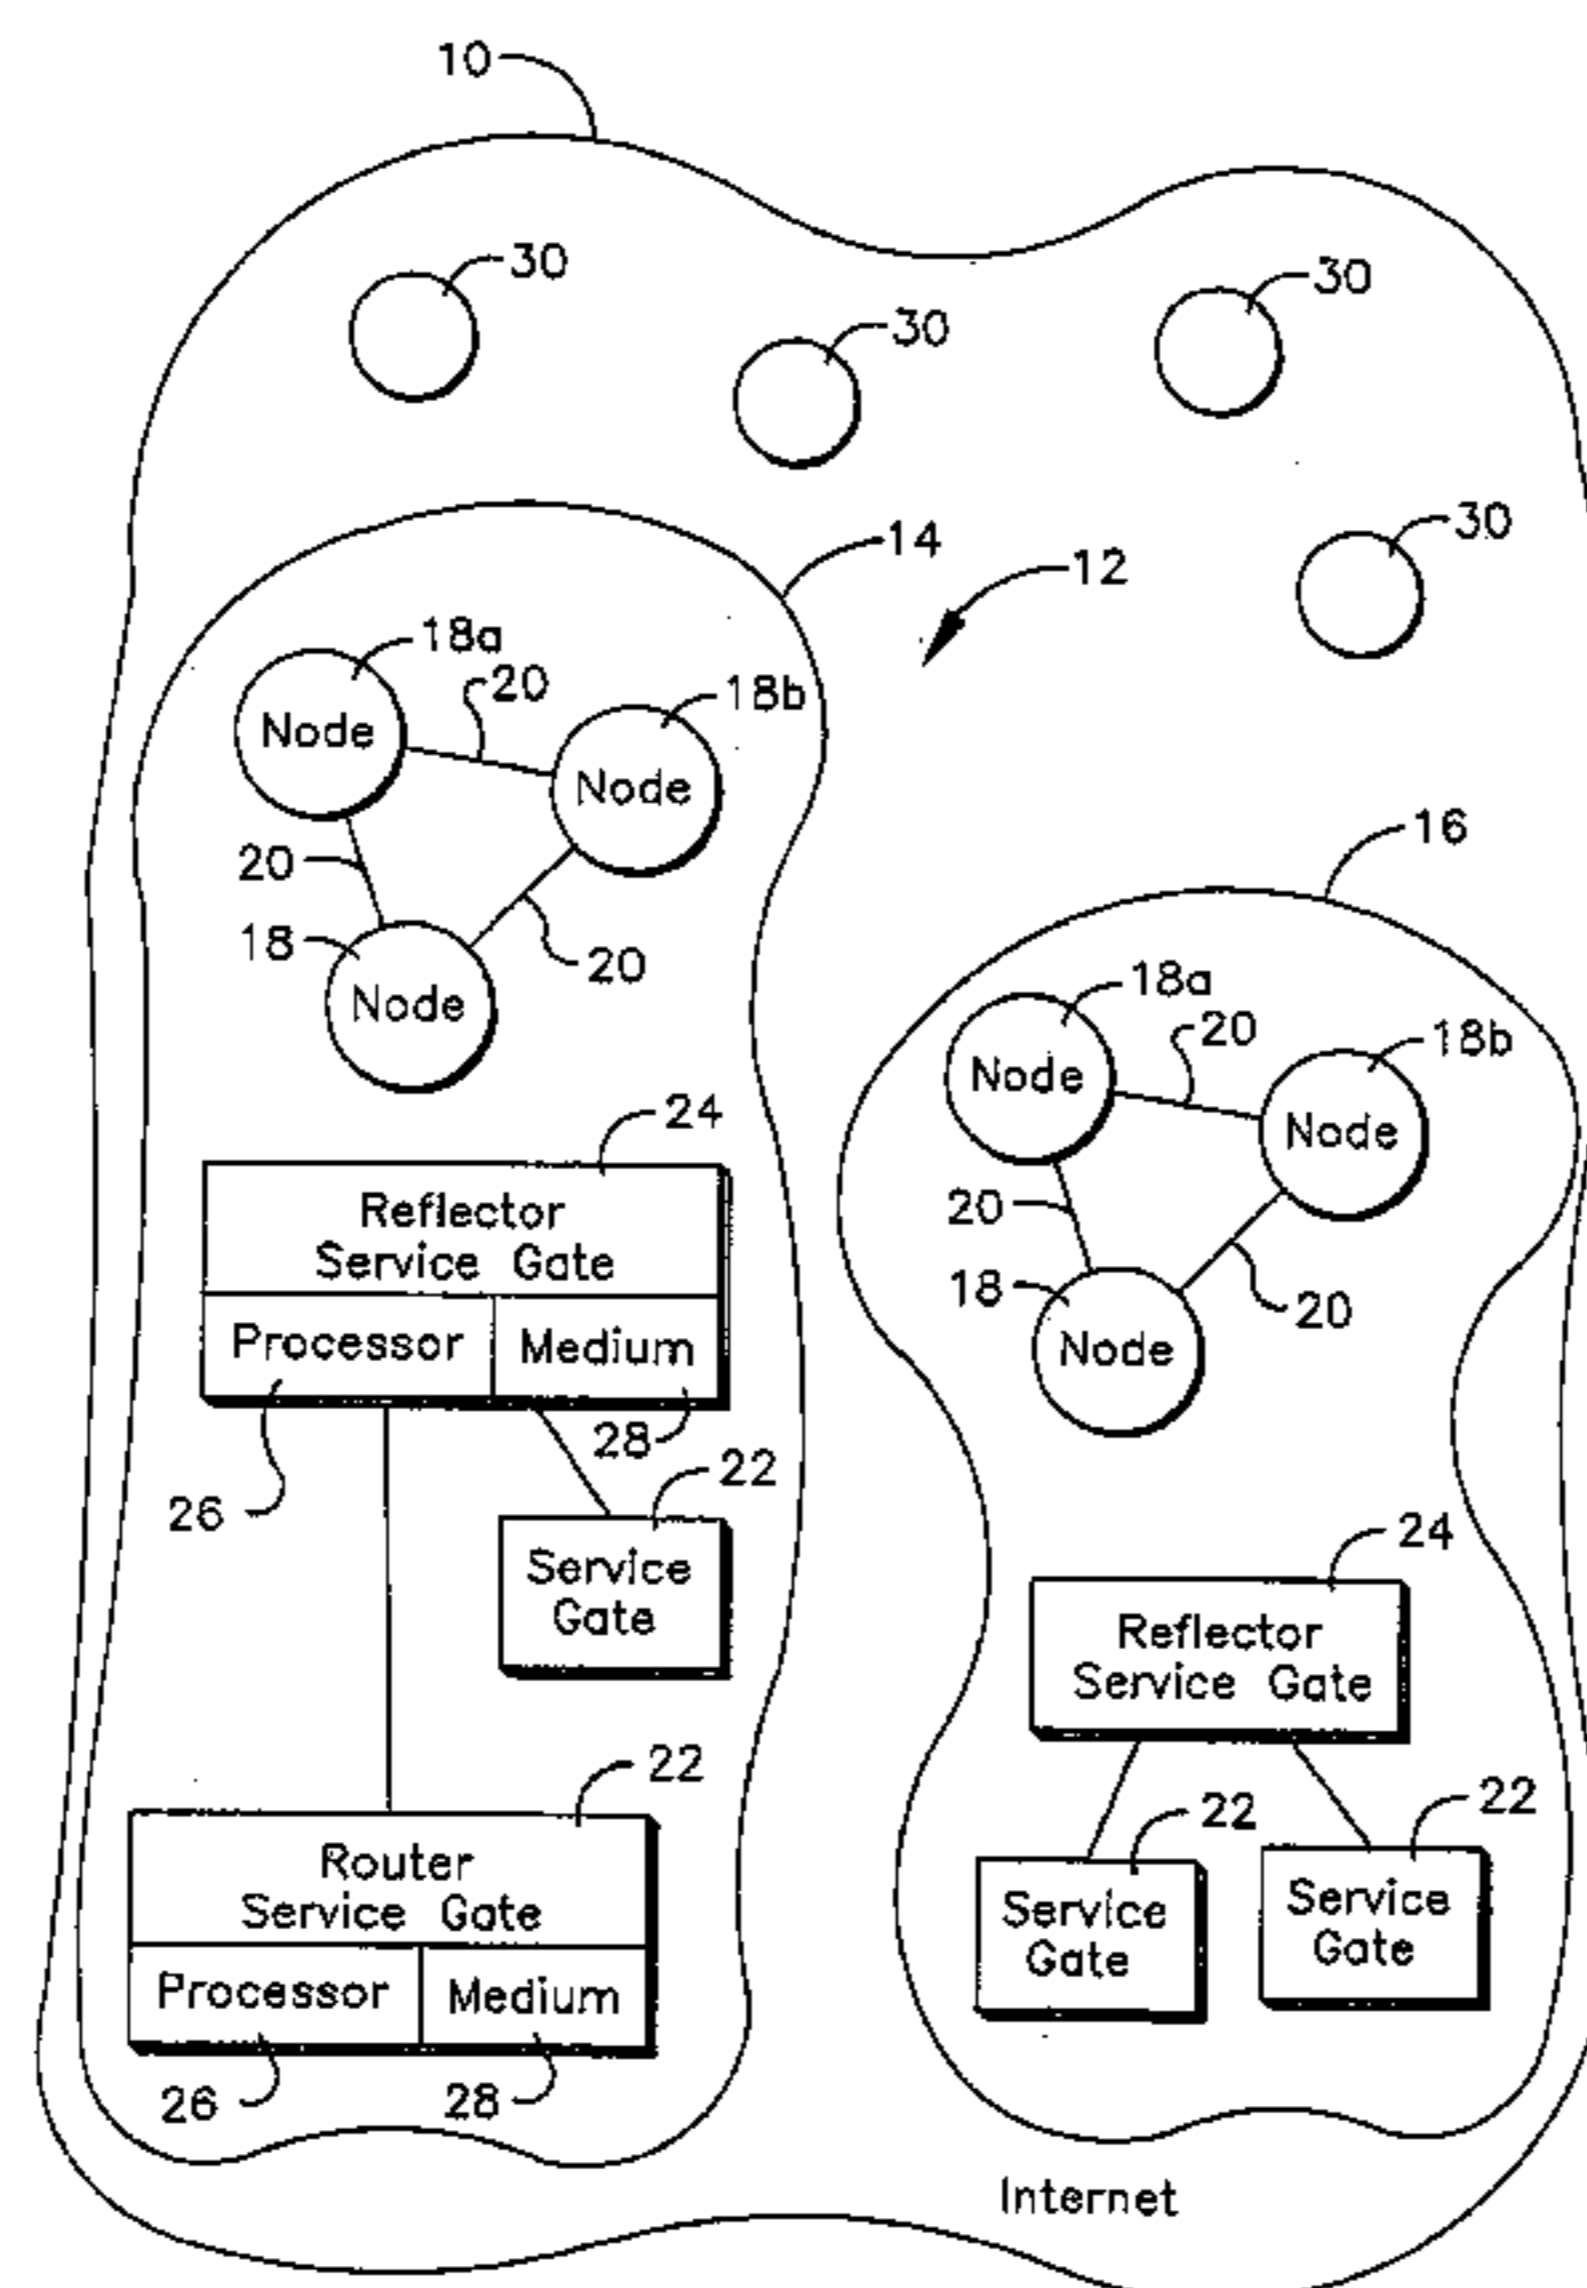 10
30
30
30
30
14
12
18a
20
18b
Node
Node
20
18
20
Node
16
18a
20
18b
Node
Node
20
18
20
Node
24
Reflector
Service Gate
Processor
Medium
28
26
22
Service
Gate
22
Router
Service Gate
Processor
Medium
26
28
24
Reflector
Service Gate
22
22
Service
Gate
Service
Gate
Internet